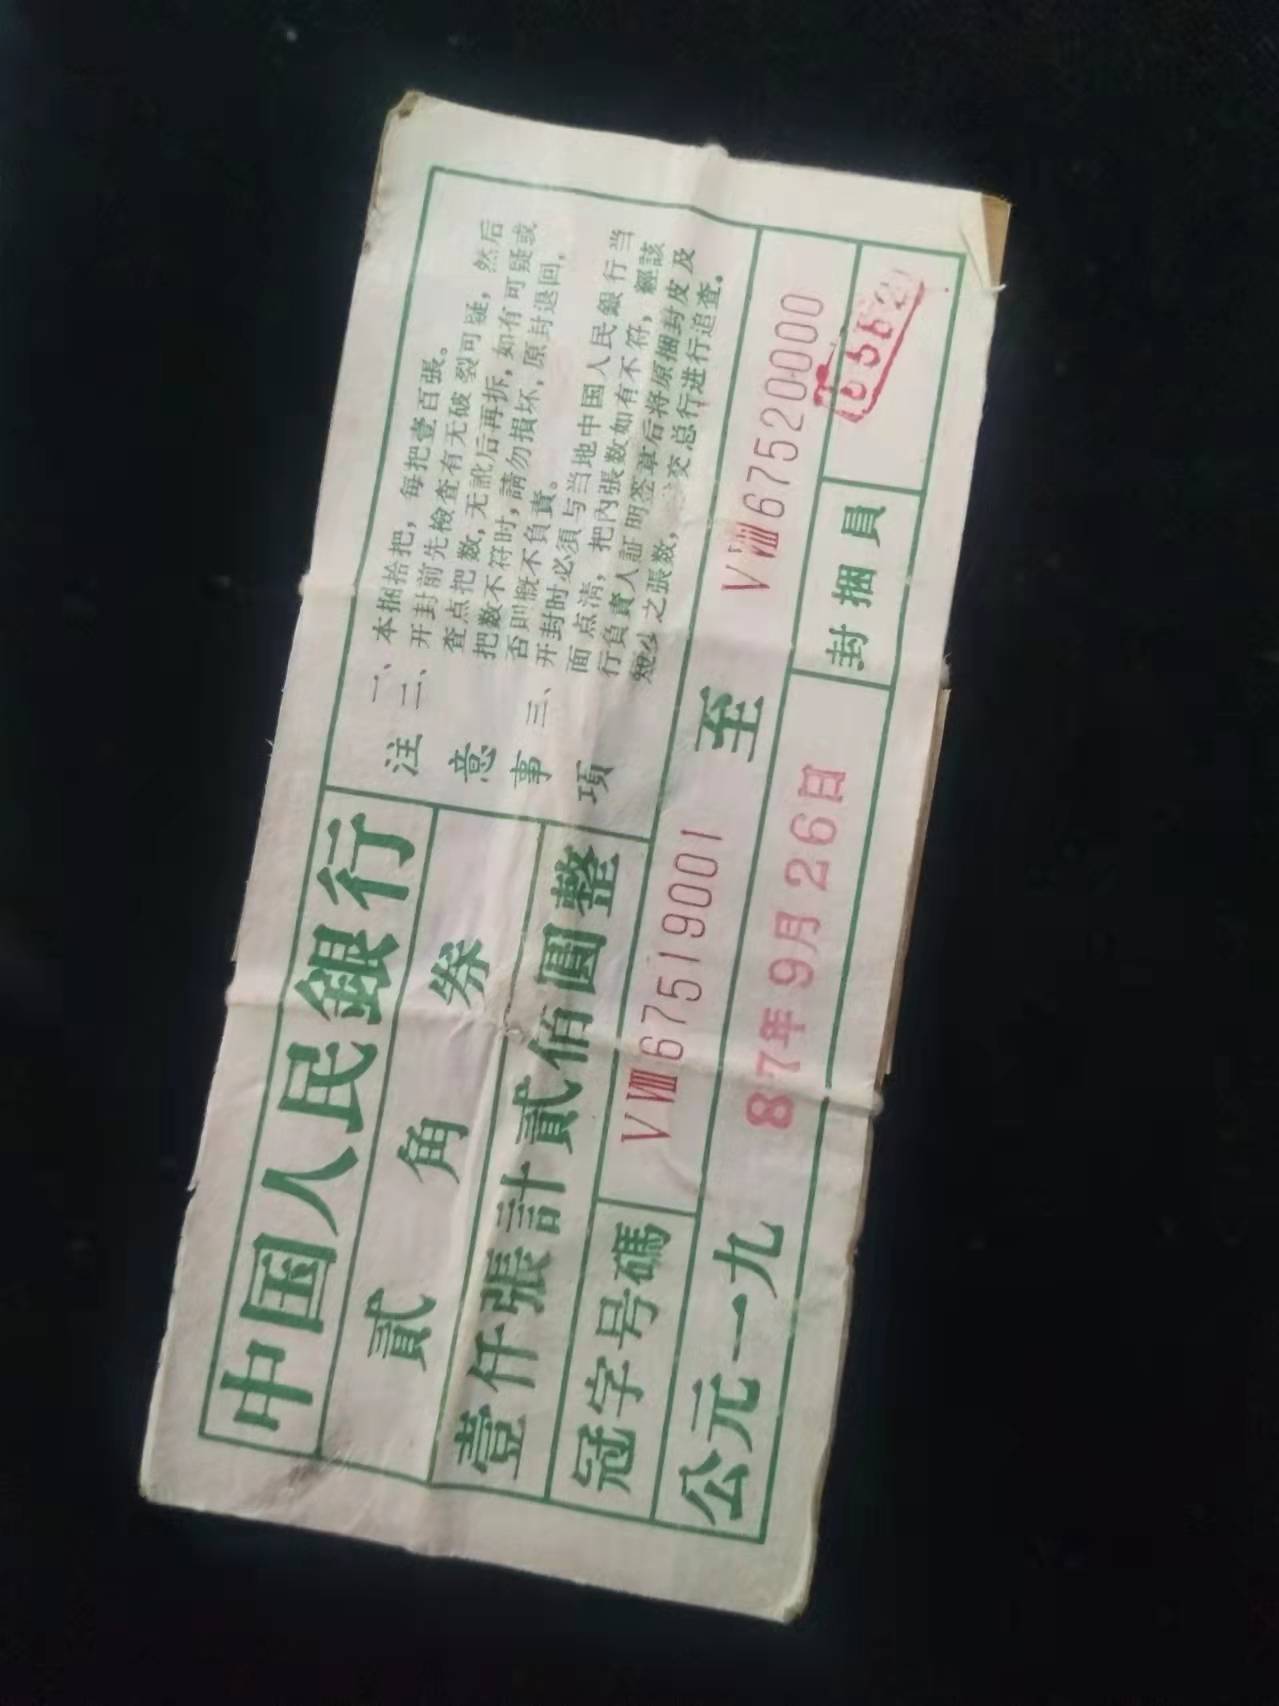 中国人民銀行
貳角券
壹仟張計貳佰圓整
注意事項
一、本捆拾把，每把壹百張。
二、开封前先檢查有无破裂可疑，然后
查点把数，无訛后再拆，如有可疑或
把数不符时，請勿損坏，原封退回，
否則概不負責。
三、开封时必須与当地中国人民銀行当
面点清，把內張数如有不符，經該
行負責人証明签章后將原捆封皮及
短少之張数，交总行进行追查。
冠字号碼 VⅧ67519001 至 VⅧ67520000
公元一九87年9月26日 封捆員